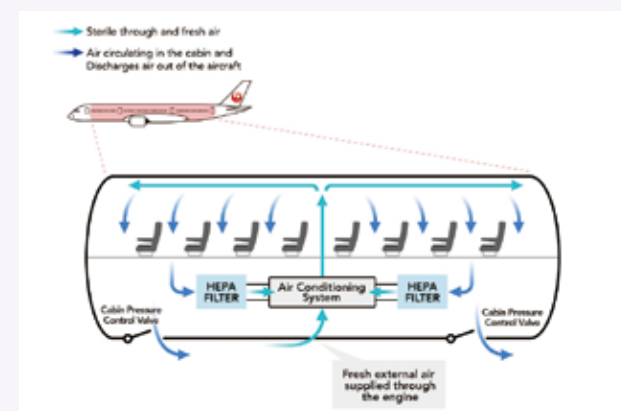 Sterile through and fresh air
Air circulating in the cabin and
Discharges air out of the aircraft
HEPA
FILTER
Air Conditioning
System
HEPA
FILTER
Cabin Pressure
Control Valve
Cabin Pressure
Control Valve
Fresh external air
supplied through
the engine